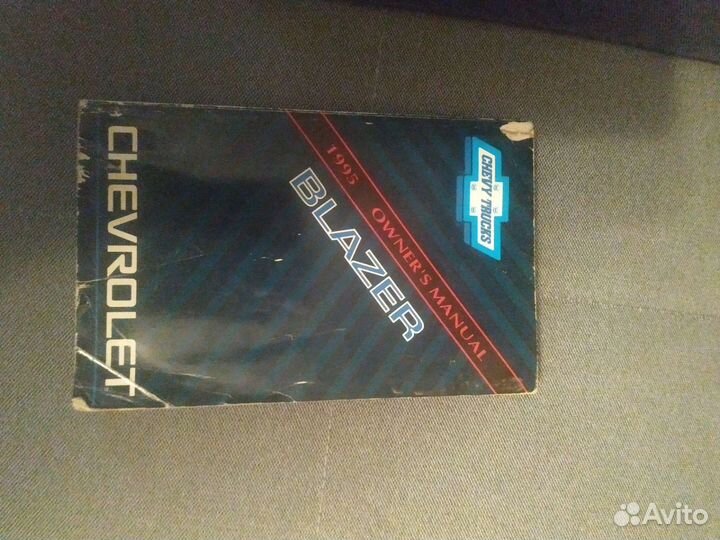 CHEVY TRUCKS
1995 OWNER'S MANUAL
BLAZER
CHEVROLET
Avito